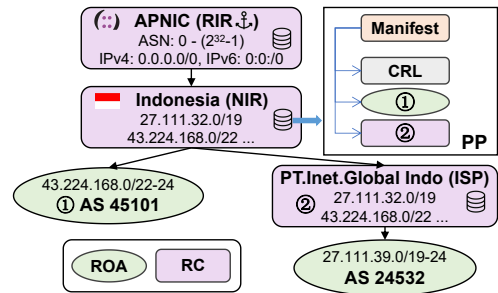 APNIC (RIR⚓)
ASN: 0 - (2³²-1)
IPv4: 0.0.0.0/0, IPv6: 0:0:/0
Indonesia (NIR)
27.111.32.0/19
43.224.168.0/22 ...
Manifest
CRL
①
②
PP
43.224.168.0/22-24
① AS 45101
PT.Inet.Global Indo (ISP)
② 27.111.32.0/19
43.224.168.0/22 ...
27.111.39.0/19-24
AS 24532
ROA
RC